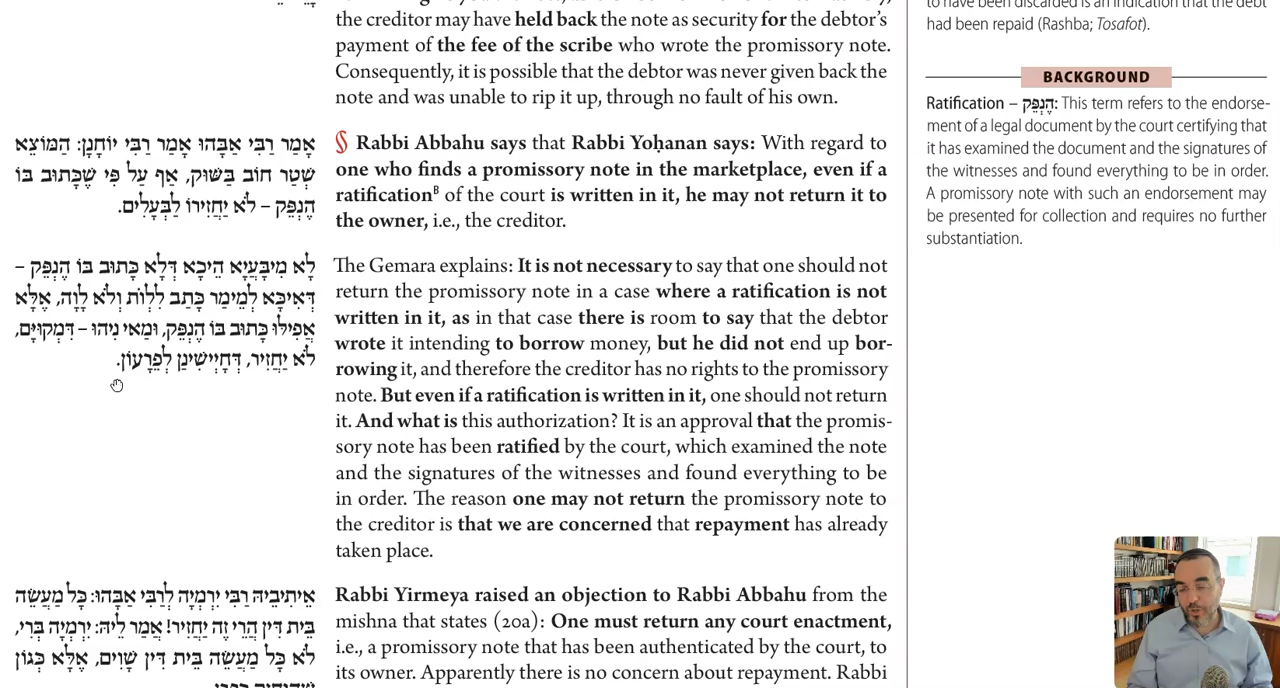 the creditor may have held back the note as security for the debtor's
payment of the fee of the scribe who wrote the promissory note.
Consequently, it is possible that the debtor was never given back the
note and was unable to rip it up, through no fault of his own.
אָמַר רַבִּי אַבָּהוּ אָמַר רַבִּי יוֹחָנָן: הַמּוֹצֵא
שְׁטַר חוֹב בַּשּׁוּק, אַף עַל פִּי שֶׁכָּתוּב בּוֹ
הֶנְפֵּק – לֹא יַחֲזִירוֹ לַבְּעָלִים.
§ Rabbi Abbahu says that Rabbi Yoḥanan says: With regard to
one who finds a promissory note in the marketplace, even if a
ratificationᴮ of the court is written in it, he may not return it to
the owner, i.e., the creditor.
לָא מִיבַּעְיָא הֵיכָא דְּלָא כָּתוּב בּוֹ הֶנְפֵּק –
דְּאִיכָּא לְמֵימַר כָּתַב לִלְוֹת וְלֹא לָוָה, אֶלָּא
אֲפִילּוּ כָּתוּב בּוֹ הֶנְפֵּק, וּמַאי נִיהוּ – דִּמְקוּיָּם,
לֹא יַחֲזִיר, דְּחָיְישִׁינַן לְפֵרָעוֹן.
The Gemara explains: It is not necessary to say that one should not
return the promissory note in a case where a ratification is not
written in it, as in that case there is room to say that the debtor
wrote it intending to borrow money, but he did not end up bor-
rowing it, and therefore the creditor has no rights to the promissory
note. But even if a ratification is written in it, one should not return
it. And what is this authorization? It is an approval that the promis-
sory note has been ratified by the court, which examined the note
and the signatures of the witnesses and found everything to be
in order. The reason one may not return the promissory note to
the creditor is that we are concerned that repayment has already
taken place.
אֵיתִיבֵיהּ רַבִּי יִרְמְיָה לְרַבִּי אַבָּהוּ: כׇּל מַעֲשֵׂה
בֵּית דִּין הֲרֵי זֶה יַחֲזִיר! אֲמַר לֵיהּ: יִרְמְיָה בְּרִי,
לֹא כׇּל מַעֲשֵׂה בֵּית דִּין שָׁוִים, אֶלָּא כְּגוֹן
Rabbi Yirmeya raised an objection to Rabbi Abbahu from the
mishna that states (20a): One must return any court enactment,
i.e., a promissory note that has been authenticated by the court, to
its owner. Apparently there is no concern about repayment. Rabbi
to have been discarded is an indication that the debt
had been repaid (Rashba; Tosafot).
BACKGROUND
Ratification – הֶנְפֵּק: This term refers to the endorse-
ment of a legal document by the court certifying that
it has examined the document and the signatures of
the witnesses and found everything to be in order.
A promissory note with such an endorsement may
be presented for collection and requires no further
substantiation.